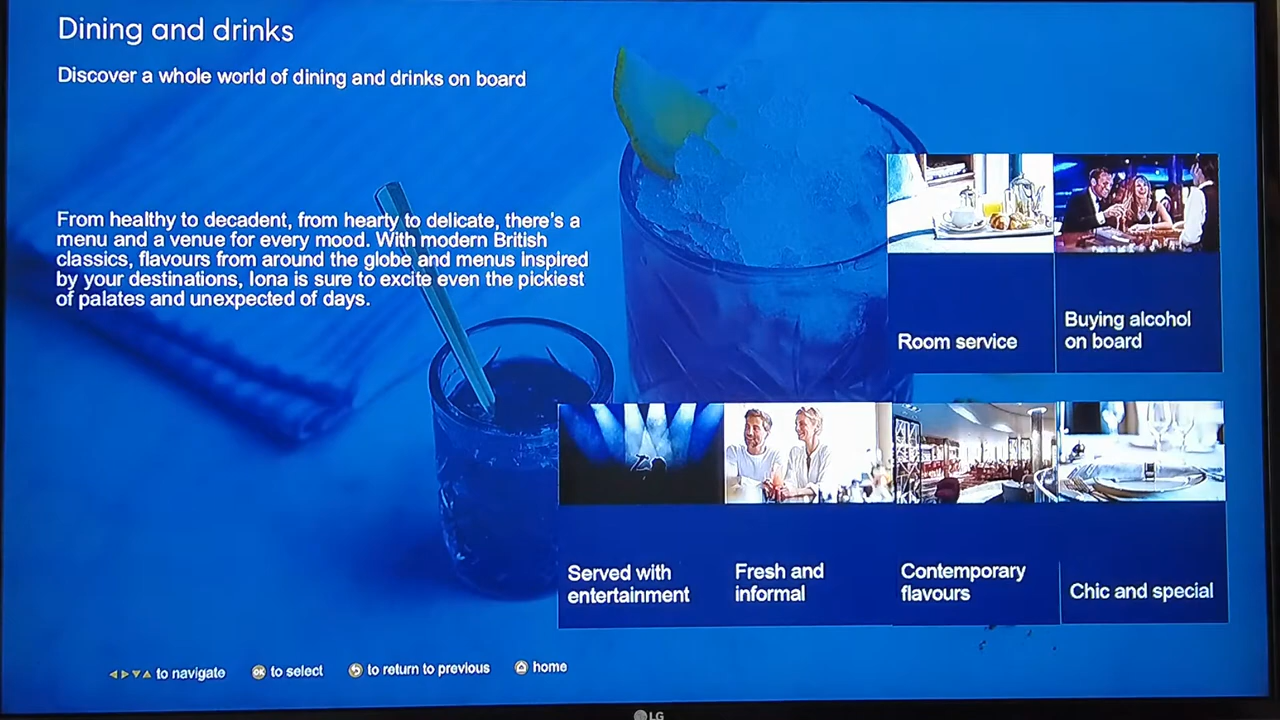 Dining and drinks
Discover a whole world of dining and drinks on board
From healthy to decadent, from hearty to delicate, there's a
menu and a venue for every mood. With modern British
classics, flavours from around the globe and menus inspired
by your destinations, Iona is sure to excite even the pickiest
of palates and unexpected of days.
Room service
Buying alcohol
on board
Served with
entertainment
Fresh and
informal
Contemporary
flavours
Chic and special
to navigate
OK to select
to return to previous
home
LG